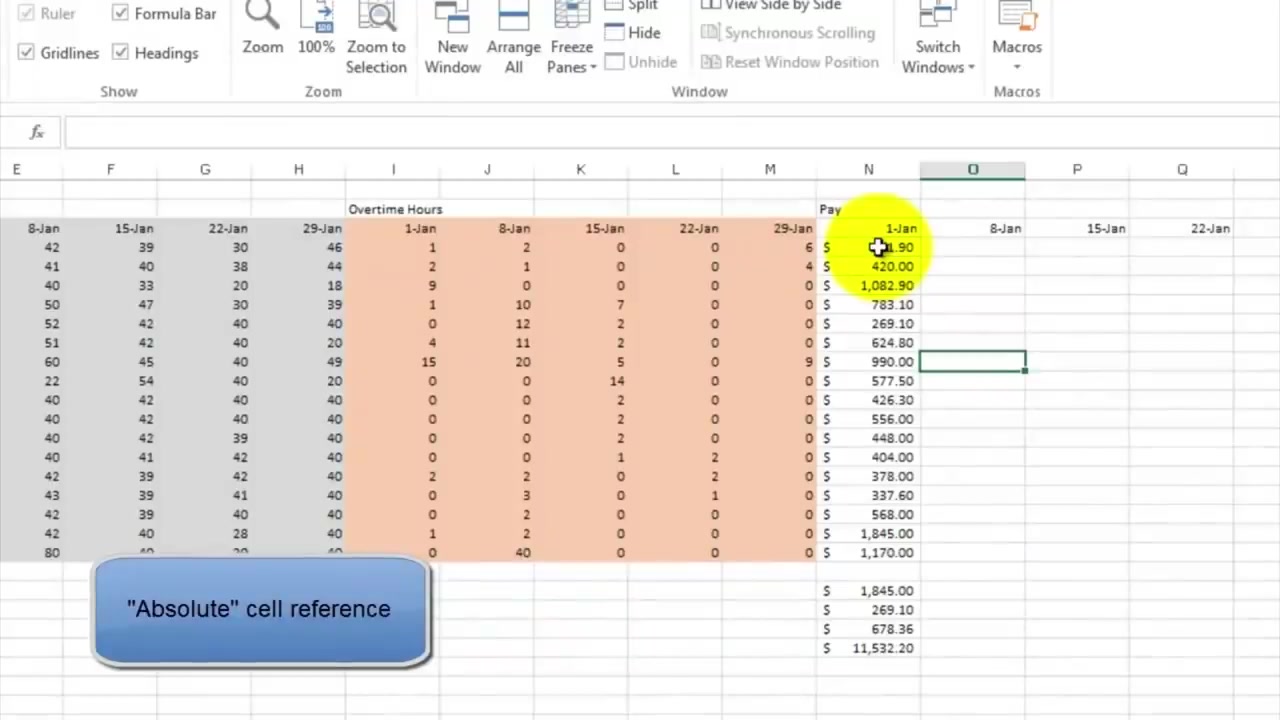 Ruler Formula Bar Split View Side by Side
Zoom 100% Zoom to Selection New Window Arrange All Freeze Panes Hide Synchronous Scrolling Switch Windows Macros
Gridlines Headings Unhide Reset Window Position
Show Zoom Window Macros
fx
E F G H I J K L M N O P Q
Overtime Hours Pay
8-Jan 15-Jan 22-Jan 29-Jan 1-Jan 8-Jan 15-Jan 22-Jan 29-Jan 1-Jan 8-Jan 15-Jan 22-Jan
42 39 30 46 1 2 0 0 6 $ 1.90
41 40 38 44 2 1 0 0 4 $ 420.00
40 33 20 18 9 0 0 0 0 $ 1,082.90
50 47 30 39 1 10 7 0 0 $ 783.10
52 42 40 40 0 12 2 0 0 $ 269.10
51 42 40 20 4 11 2 0 0 $ 624.80
60 45 40 49 15 20 5 0 9 $ 990.00
22 54 40 20 0 0 14 0 0 $ 577.50
40 42 40 40 0 0 2 0 0 $ 426.30
40 42 40 40 0 0 2 0 0 $ 556.00
40 42 39 40 0 0 2 0 0 $ 448.00
40 41 42 40 0 0 1 2 0 $ 404.00
42 39 42 40 2 2 0 2 0 $ 378.00
43 39 41 40 0 3 0 1 0 $ 337.60
42 39 40 40 0 2 0 0 0 $ 568.00
42 40 28 40 1 2 0 0 0 $ 1,845.00
80 0 40 0 0 0 $ 1,170.00
$ 1,845.00
"Absolute" cell reference
$ 269.10
$ 678.36
$ 11,532.20